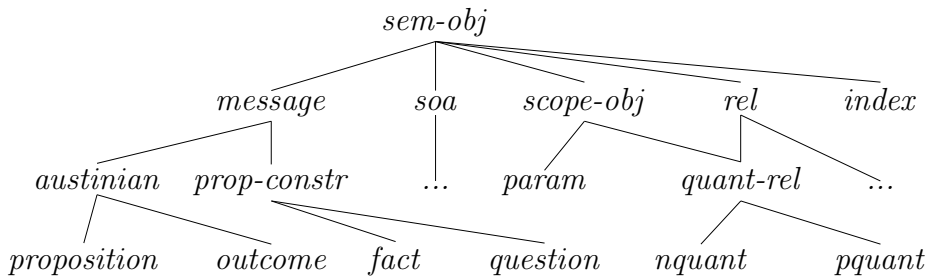 sem-obj
message soa scope-obj rel index
austinian prop-constr ... param quant-rel ...
proposition outcome fact question nquant pquant